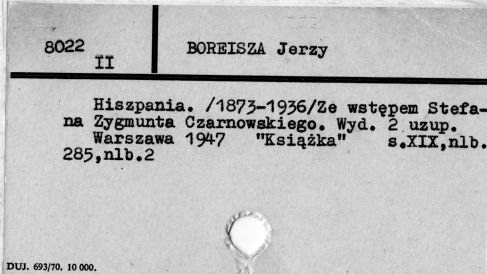 8022
II
BOREISZA Jerzy
Hiszpania. /1873-1936/Ze wstępem Stefa-
na Zygmunta Czarnowskiego. Wyd. 2 uzup.
Warszawa 1947 "Książka" s.XIX,nlb.
285,nlb.2
DUJ. 693/70. 10 000.